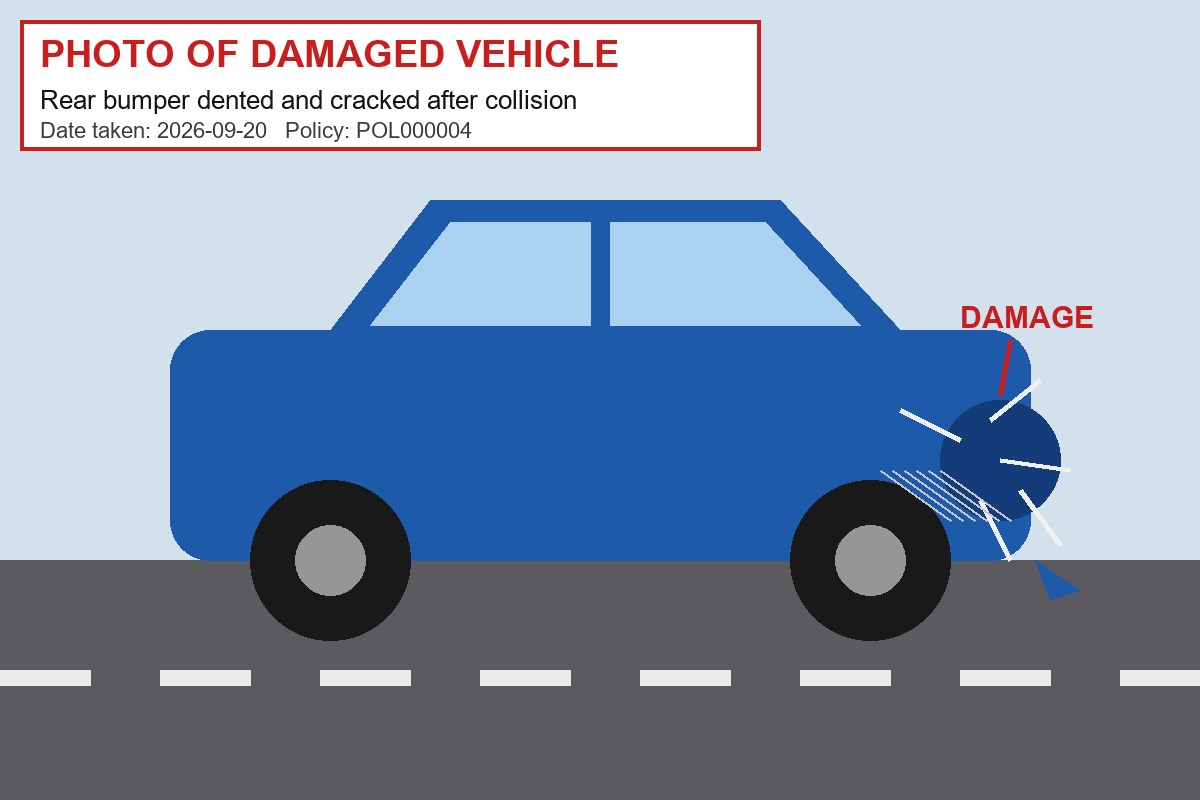 PHOTO OF DAMAGED VEHICLE
Rear bumper dented and cracked after collision
Date taken: 2026-09-20   Policy: POL000004
DAMAGE